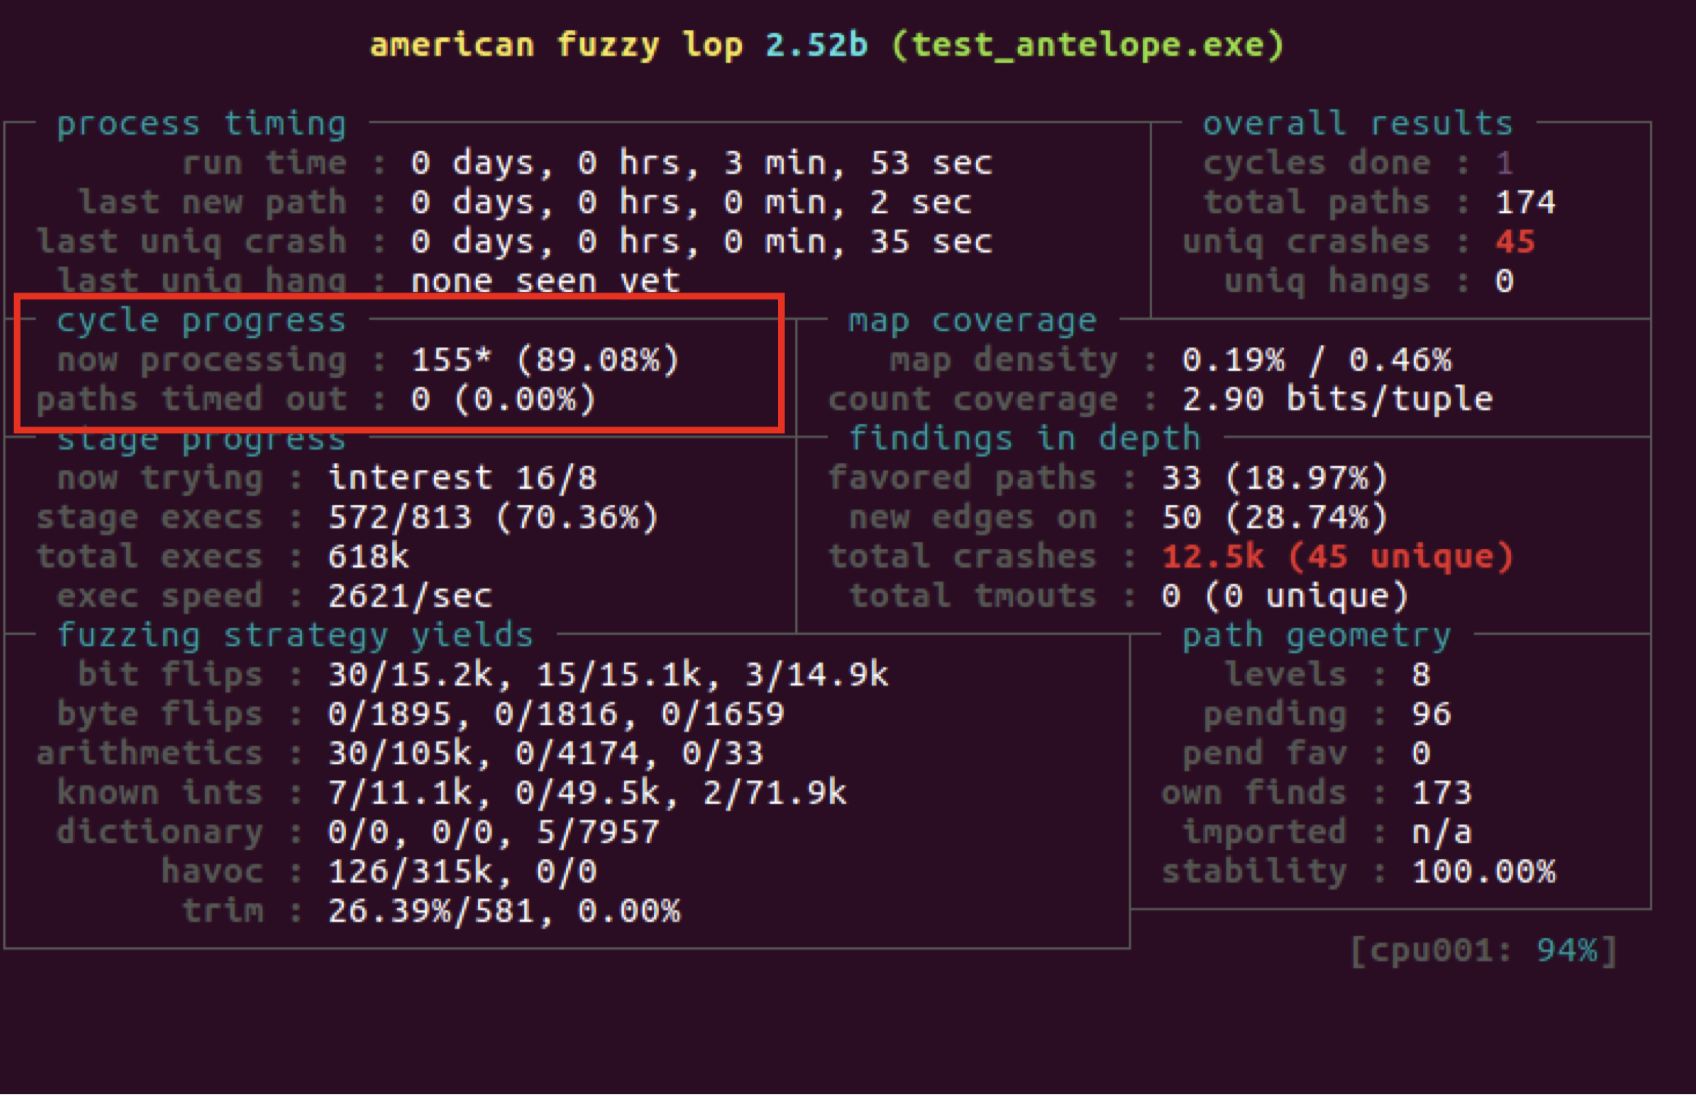 american fuzzy lop 2.52b (test_antelope.exe)
process timing
run time : 0 days, 0 hrs, 3 min, 53 sec
last new path : 0 days, 0 hrs, 0 min, 2 sec
last uniq crash : 0 days, 0 hrs, 0 min, 35 sec
last uniq hang : none seen yet
overall results
cycles done : 1
total paths : 174
uniq crashes : 45
uniq hangs : 0
cycle progress
now processing : 155* (89.08%)
paths timed out : 0 (0.00%)
map coverage
map density : 0.19% / 0.46%
count coverage : 2.90 bits/tuple
stage progress
now trying : interest 16/8
stage execs : 572/813 (70.36%)
total execs : 618k
exec speed : 2621/sec
findings in depth
favored paths : 33 (18.97%)
new edges on : 50 (28.74%)
total crashes : 12.5k (45 unique)
total tmouts : 0 (0 unique)
fuzzing strategy yields
bit flips : 30/15.2k, 15/15.1k, 3/14.9k
byte flips : 0/1895, 0/1816, 0/1659
arithmetics : 30/105k, 0/4174, 0/33
known ints : 7/11.1k, 0/49.5k, 2/71.9k
dictionary : 0/0, 0/0, 5/7957
havoc : 126/315k, 0/0
trim : 26.39%/581, 0.00%
path geometry
levels : 8
pending : 96
pend fav : 0
own finds : 173
imported : n/a
stability : 100.00%
[cpu001: 94%]